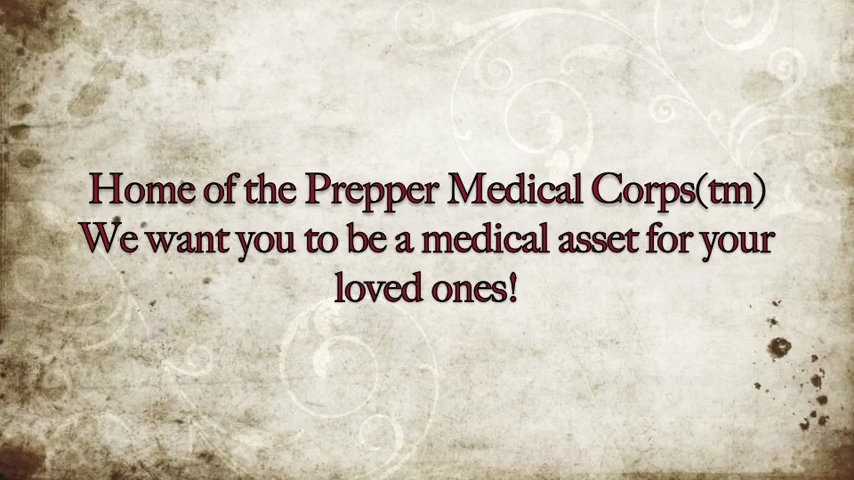 Home of the Prepper Medical Corps(tm)
We want you to be a medical asset for your
loved ones!